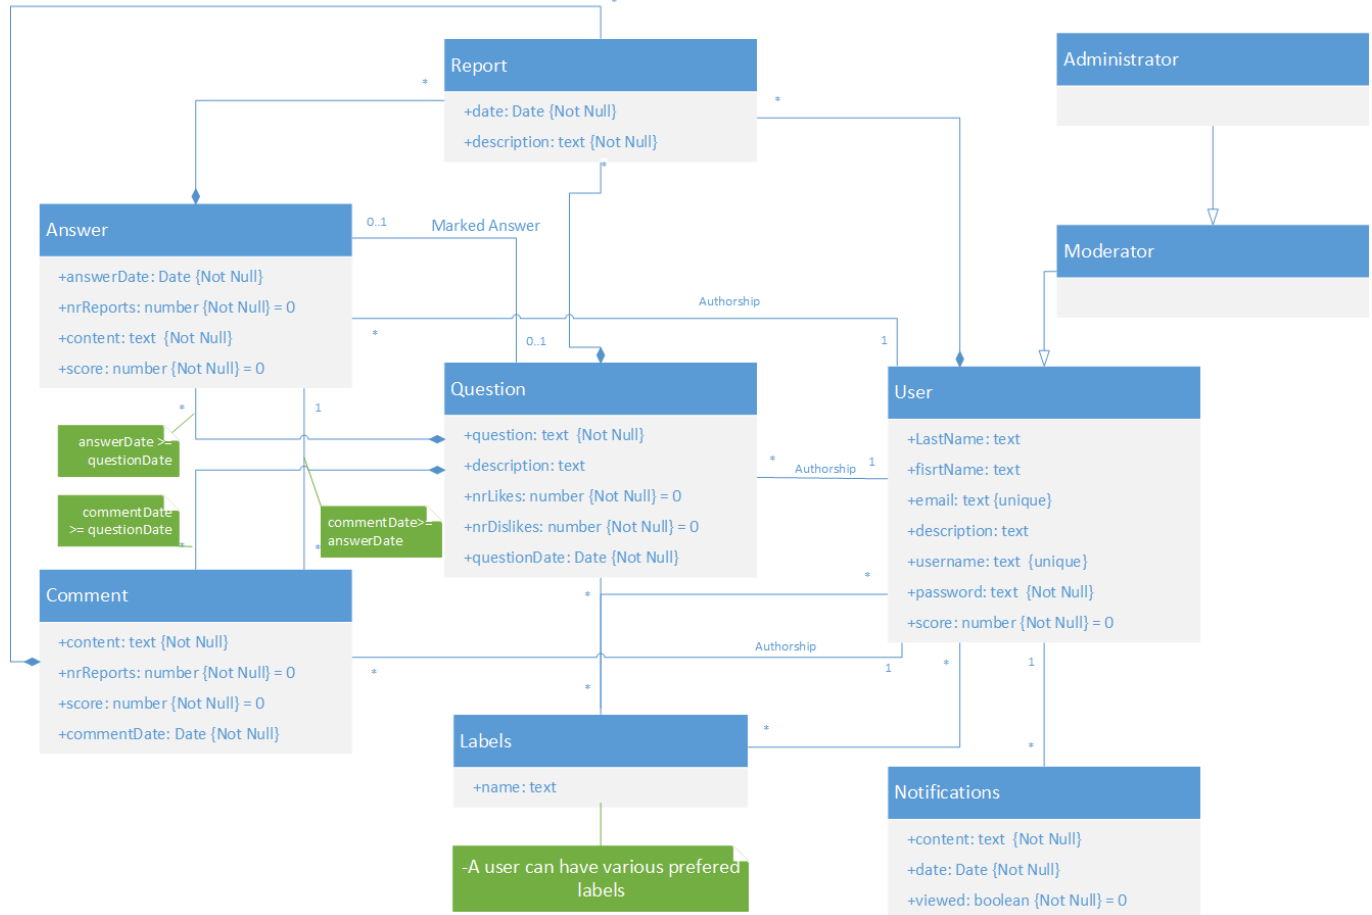 *
Report
+date: Date {Not Null}
+description: text {Not Null}
*
*
*
Administrator
Moderator
Answer
+answerDate: Date {Not Null}
+nrReports: number {Not Null} = 0
+content: text {Not Null}
+score: number {Not Null} = 0
0..1
Marked Answer
0..1
Authorship
*
1
*
1
answerDate >=
questionDate
commentDate
>= questionDate
*
commentDate>=
answerDate
*
Question
+question: text {Not Null}
+description: text
+nrLikes: number {Not Null} = 0
+nrDislikes: number {Not Null} = 0
+questionDate: Date {Not Null}
*
Authorship
1
User
+LastName: text
+fisrtName: text
+email: text {unique}
+description: text
+username: text {unique}
+password: text {Not Null}
+score: number {Not Null} = 0
Comment
+content: text {Not Null}
+nrReports: number {Not Null} = 0
+score: number {Not Null} = 0
+commentDate: Date {Not Null}
*
*
Authorship
*
1
*
1
*
*
*
Labels
+name: text
-A user can have various prefered
labels
Notifications
+content: text {Not Null}
+date: Date {Not Null}
+viewed: boolean {Not Null} = 0